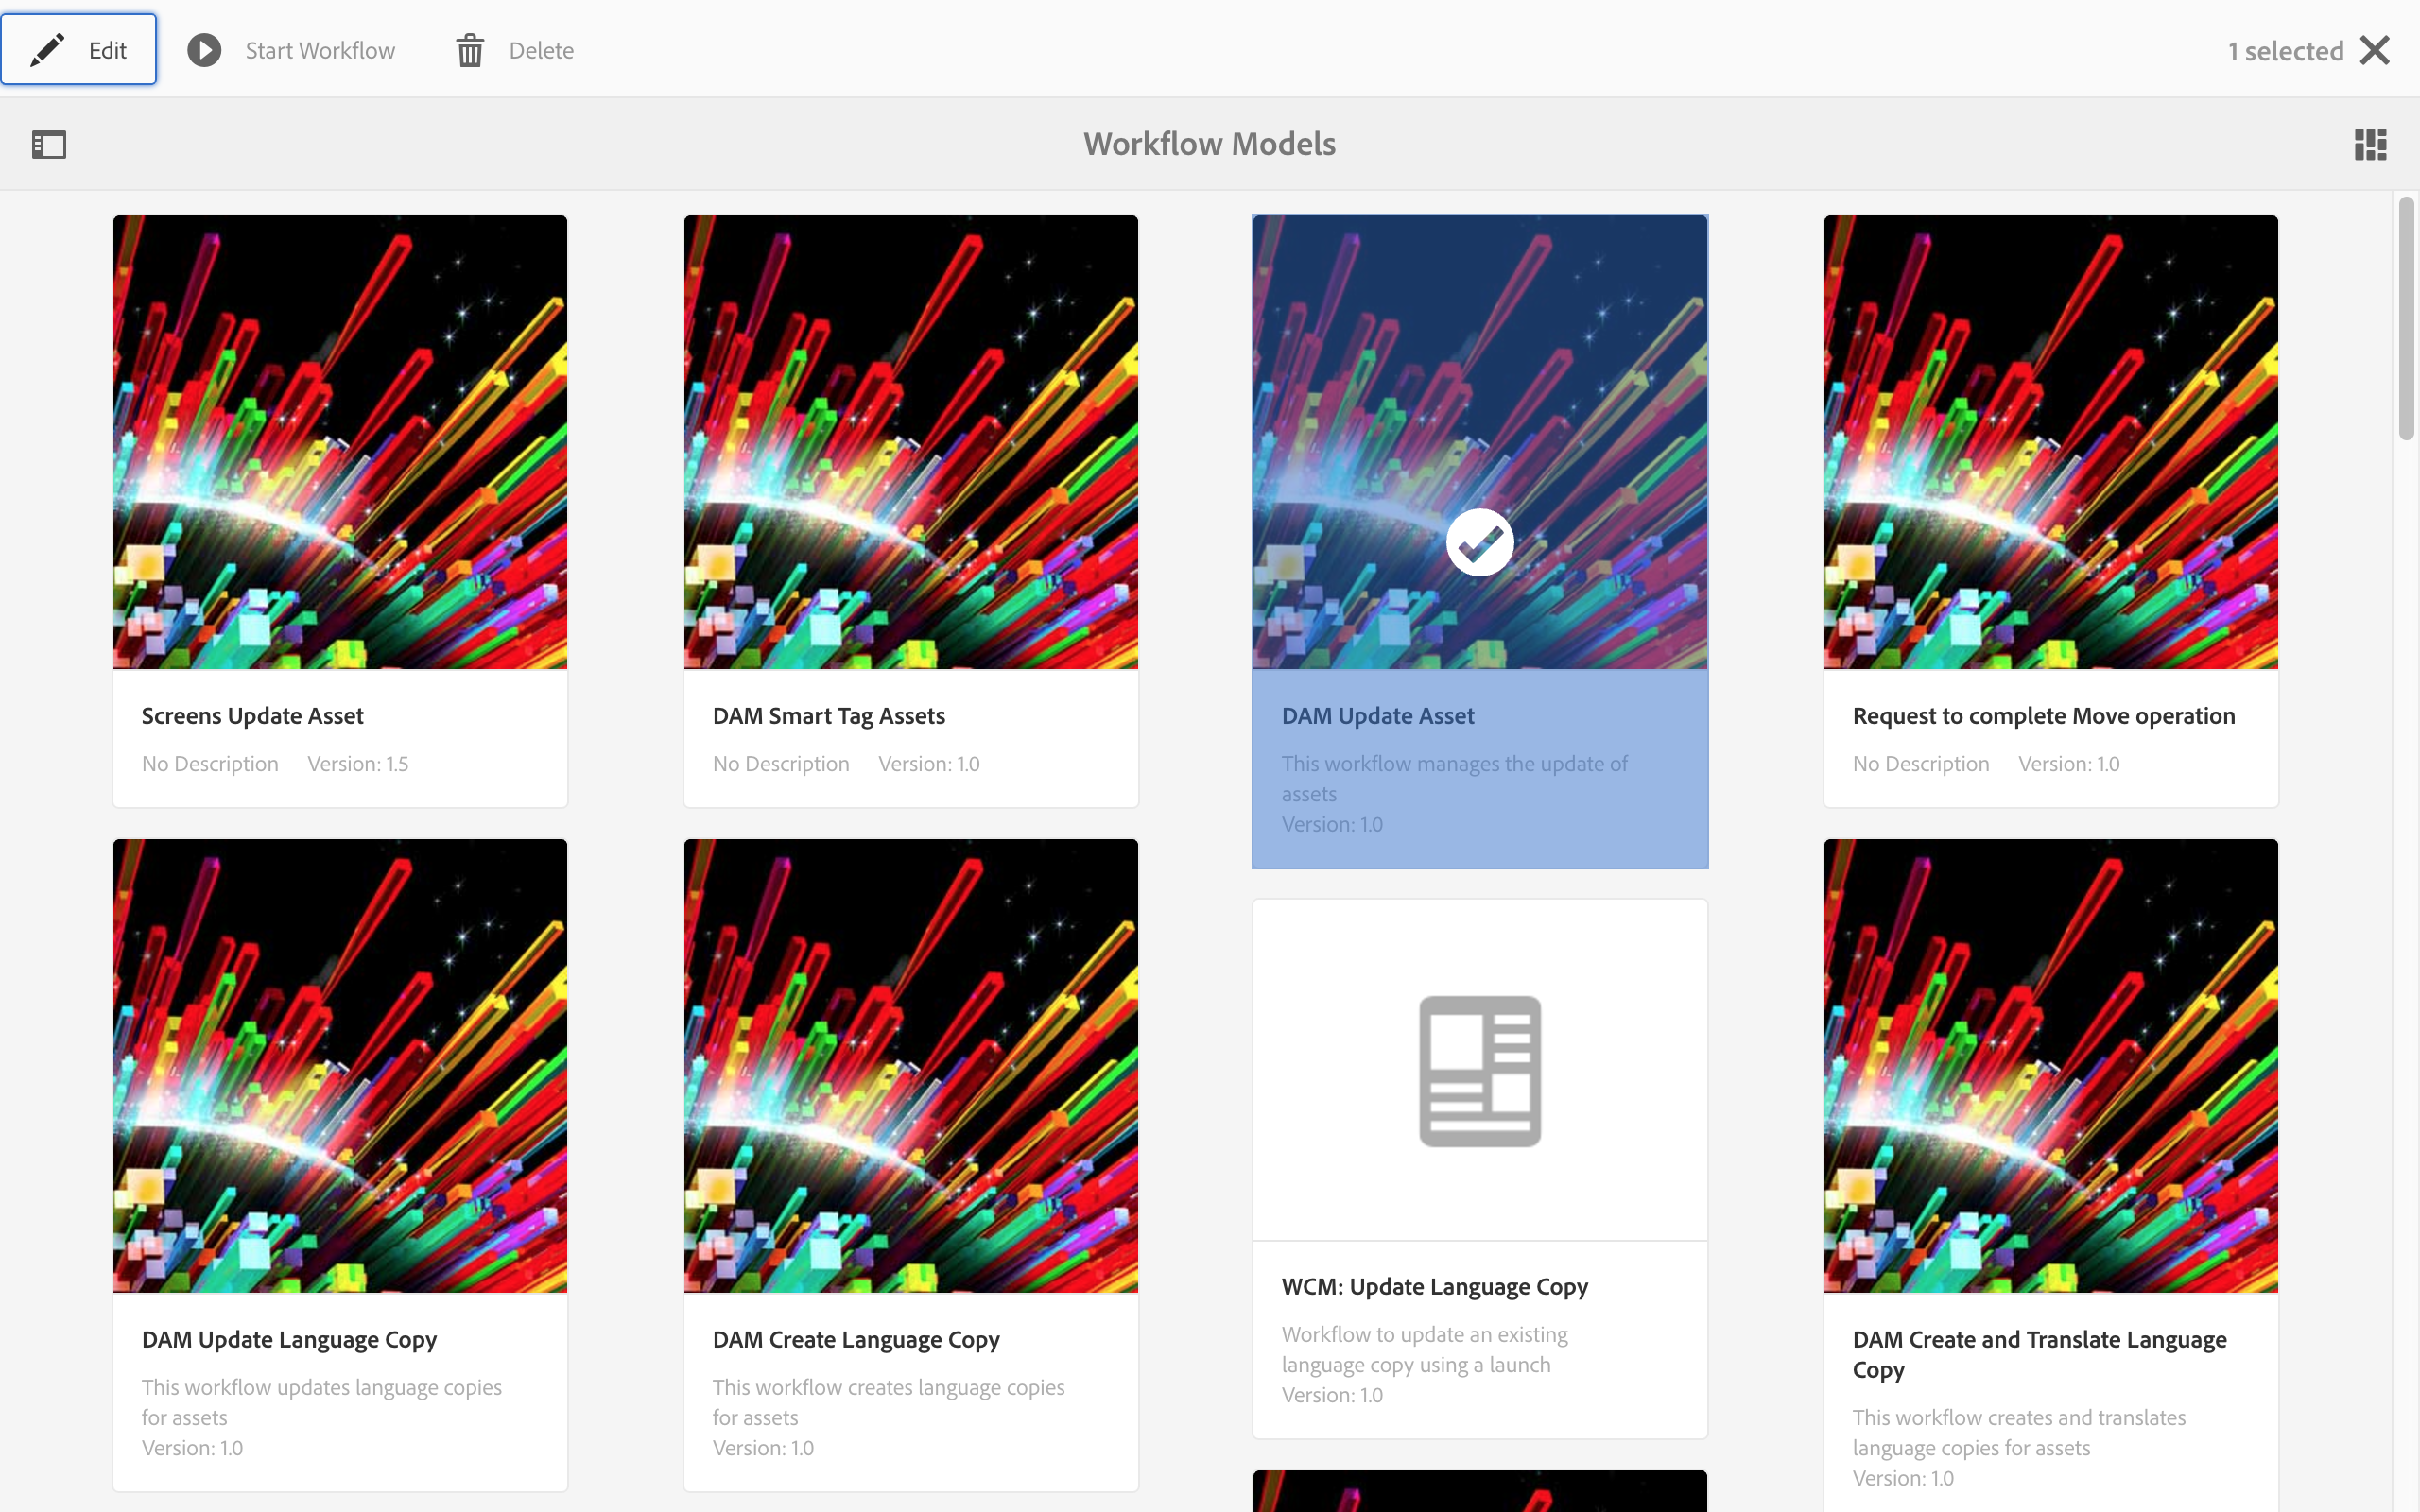 Edit
Start Workflow
Delete
1 selected
Workflow Models
Screens Update Asset
No Description Version: 1.5
DAM Smart Tag Assets
No Description Version: 1.0
DAM Update Asset
This workflow manages the update of
assets
Version: 1.0
Request to complete Move operation
No Description Version: 1.0
DAM Update Language Copy
This workflow updates language copies
for assets
Version: 1.0
DAM Create Language Copy
This workflow creates language copies
for assets
Version: 1.0
WCM: Update Language Copy
Workflow to update an existing
language copy using a launch
Version: 1.0
DAM Create and Translate Language
Copy
This workflow creates and translates
language copies for assets
Version: 1.0